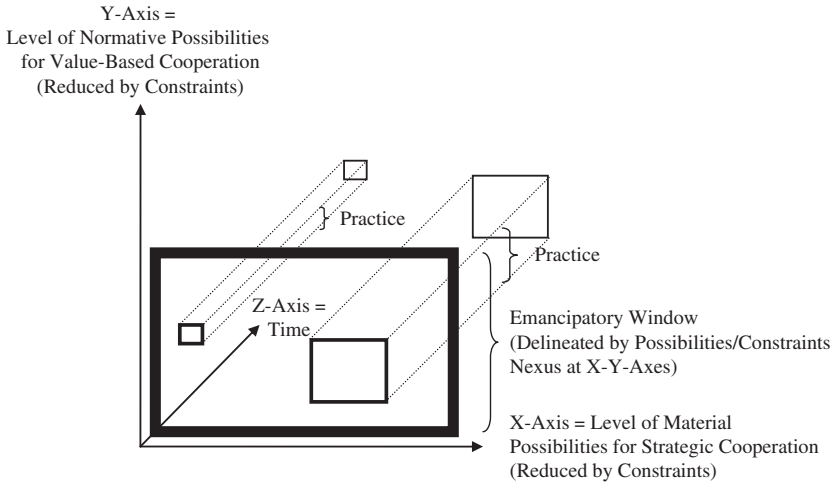 Y-Axis =
Level of Normative Possibilities
for Value-Based Cooperation
(Reduced by Constraints)
Practice
Practice
Z-Axis =
Time
Emancipatory Window
(Delineated by Possibilities/Constraints
Nexus at X-Y-Axes)
X-Axis = Level of Material
Possibilities for Strategic Cooperation
(Reduced by Constraints)